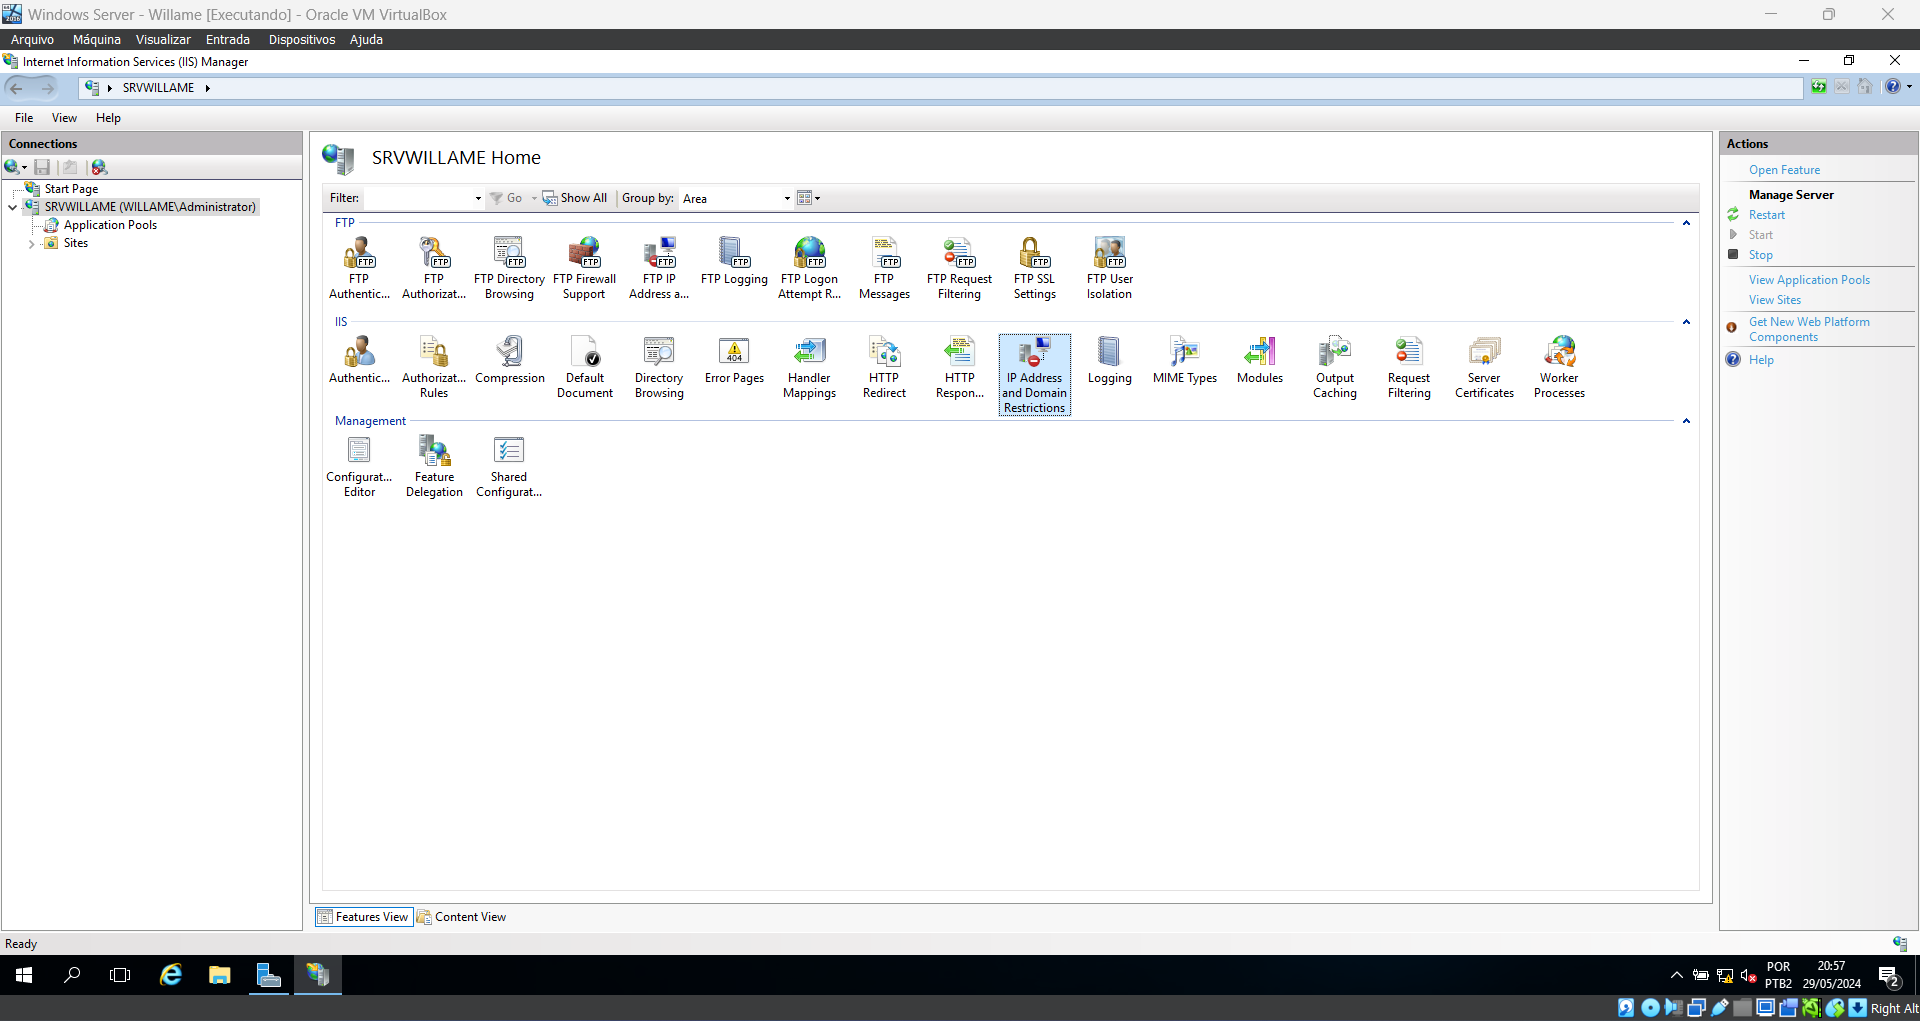 Windows Server - Willame [Executando] - Oracle VM VirtualBox
Arquivo Máquina Visualizar Entrada Dispositivos Ajuda
Internet Information Services (IIS) Manager
SRVWILLAME
File View Help
Connections
Start Page
SRVWILLAME (WILLAME\Administrator)
Application Pools
Sites
SRVWILLAME Home
Filter: Go Show All Group by: Area
FTP
FTP Authentic...
FTP Authorizat...
FTP Directory Browsing
FTP Firewall Support
FTP IP Address a...
FTP Logging
FTP Logon Attempt R...
FTP Messages
FTP Request Filtering
FTP SSL Settings
FTP User Isolation
IIS
Authentic...
Authorizat... Rules
Compression
Default Document
Directory Browsing
Error Pages
Handler Mappings
HTTP Redirect
HTTP Respon...
IP Address and Domain Restrictions
Logging
MIME Types
Modules
Output Caching
Request Filtering
Server Certificates
Worker Processes
Management
Configurat... Editor
Feature Delegation
Shared Configurat...
Features View Content View
Actions
Open Feature
Manage Server
Restart
Start
Stop
View Application Pools
View Sites
Get New Web Platform
Components
Help
Ready
POR
PTB2
20:57
29/05/2024
2
Right Alt